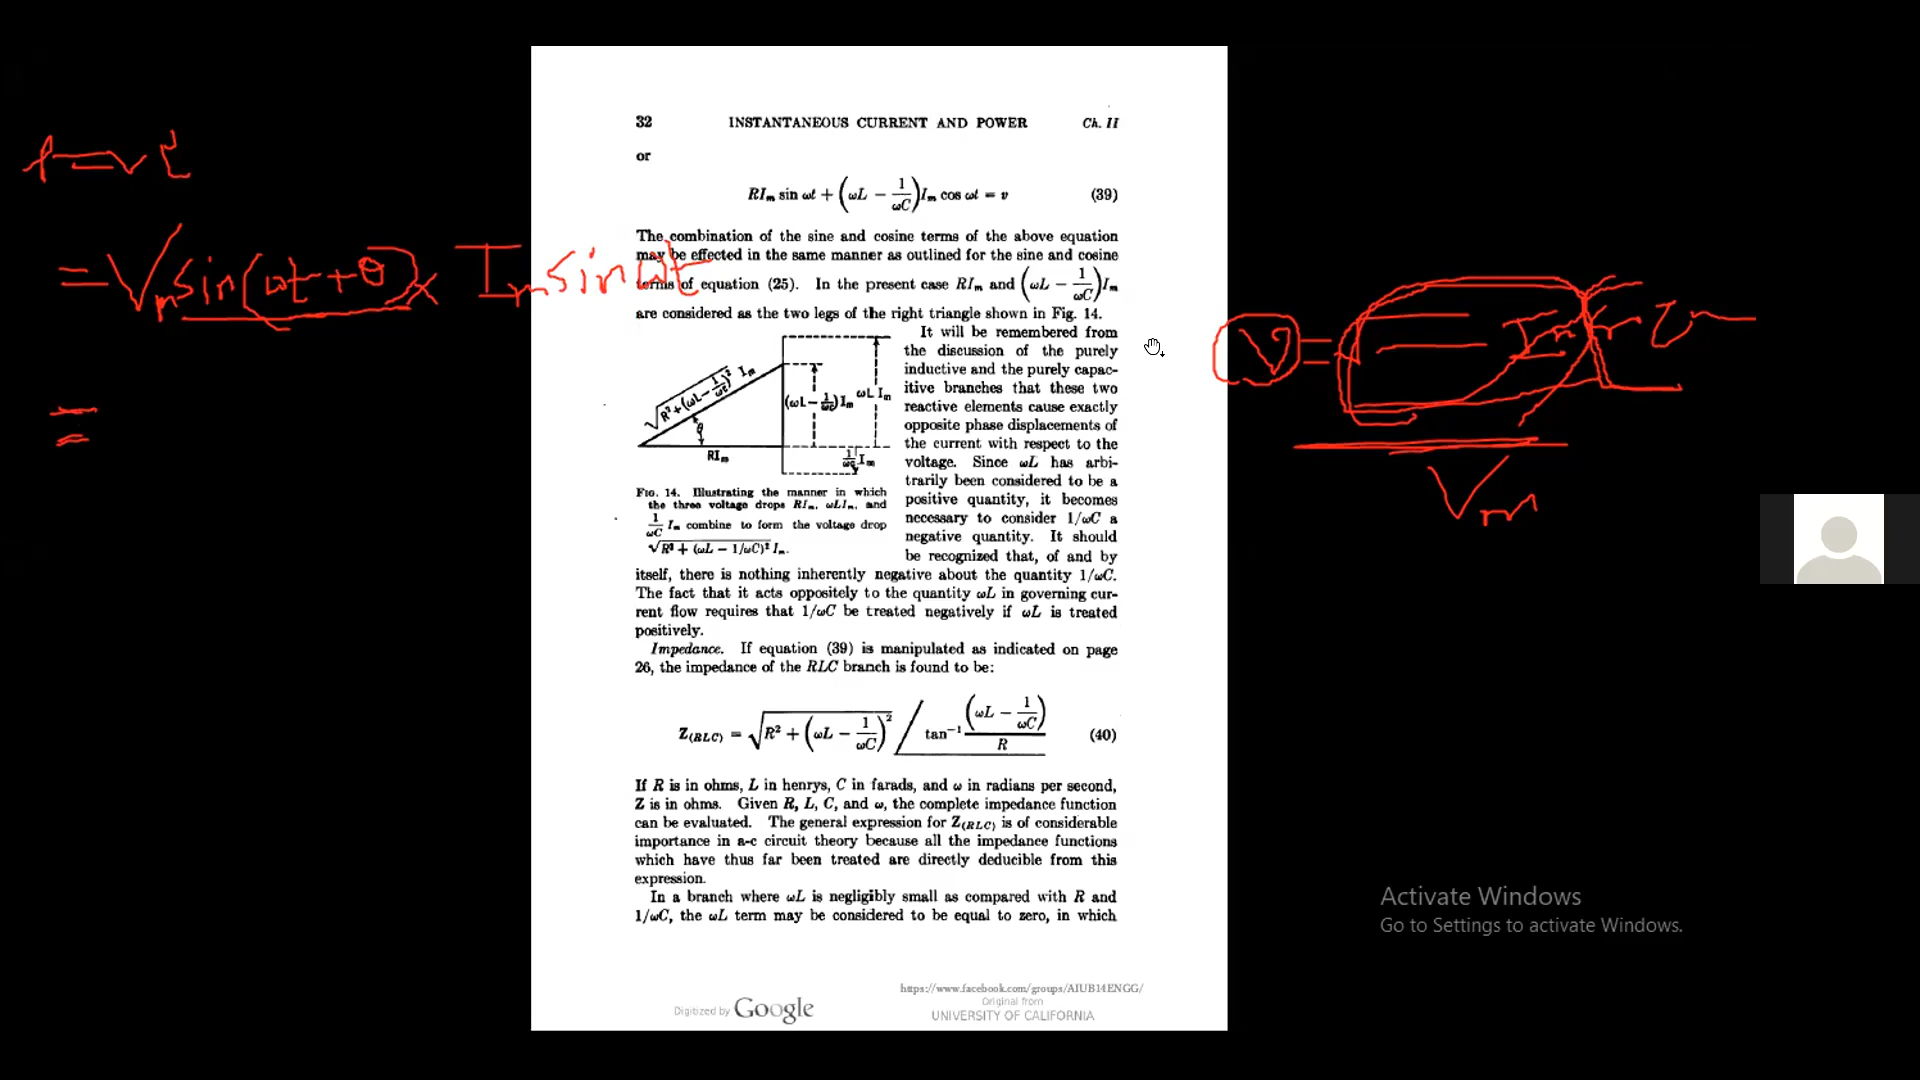 32 INSTANTANEOUS CURRENT AND POWER Ch. II
or
RIₘ sin ωt + (ωL − 1/ωC) Iₘ cos ωt = v (39)
The combination of the sine and cosine terms of the above equation
may be effected in the same manner as outlined for the sine and cosine
terms of equation (25). In the present case RIₘ and (ωL − 1/ωC) Iₘ
are considered as the two legs of the right triangle shown in Fig. 14.
It will be remembered from
the discussion of the purely
inductive and the purely capac-
itive branches that these two
reactive elements cause exactly
opposite phase displacements of
the current with respect to the
voltage. Since ωL has arbi-
trarily been considered to be a
positive quantity, it becomes
necessary to consider 1/ωC a
negative quantity. It should
be recognized that, of and by
√R² + (ωL − 1/ωC)² Iₘ
θ
RIₘ
(ωL − 1/ωC) Iₘ
ωL Iₘ
1/ωC Iₘ
Fig. 14. Illustrating the manner in which
the three voltage drops RIₘ, ωLIₘ, and
1/ωC Iₘ combine to form the voltage drop
√R² + (ωL − 1/ωC)² Iₘ.
itself, there is nothing inherently negative about the quantity 1/ωC.
The fact that it acts oppositely to the quantity ωL in governing cur-
rent flow requires that 1/ωC be treated negatively if ωL is treated
positively.
Impedance. If equation (39) is manipulated as indicated on page
26, the impedance of the RLC branch is found to be:
Z(RLC) = √R² + (ωL − 1/ωC)² / tan⁻¹ (ωL − 1/ωC)/R (40)
If R is in ohms, L in henrys, C in farads, and ω in radians per second,
Z is in ohms. Given R, L, C, and ω, the complete impedance function
can be evaluated. The general expression for Z(RLC) is of considerable
importance in a-c circuit theory because all the impedance functions
which have thus far been treated are directly deducible from this
expression.
In a branch where ωL is negligibly small as compared with R and
1/ωC, the ωL term may be considered to be equal to zero, in which
https://www.facebook.com/groups/AIUB14ENGG/
Digitized by Google
Original from
UNIVERSITY OF CALIFORNIA
= Vₘ sin(ωt + θ) × Iₘ sin ωt
=
V =
Vₘ
Activate Windows
Go to Settings to activate Windows.